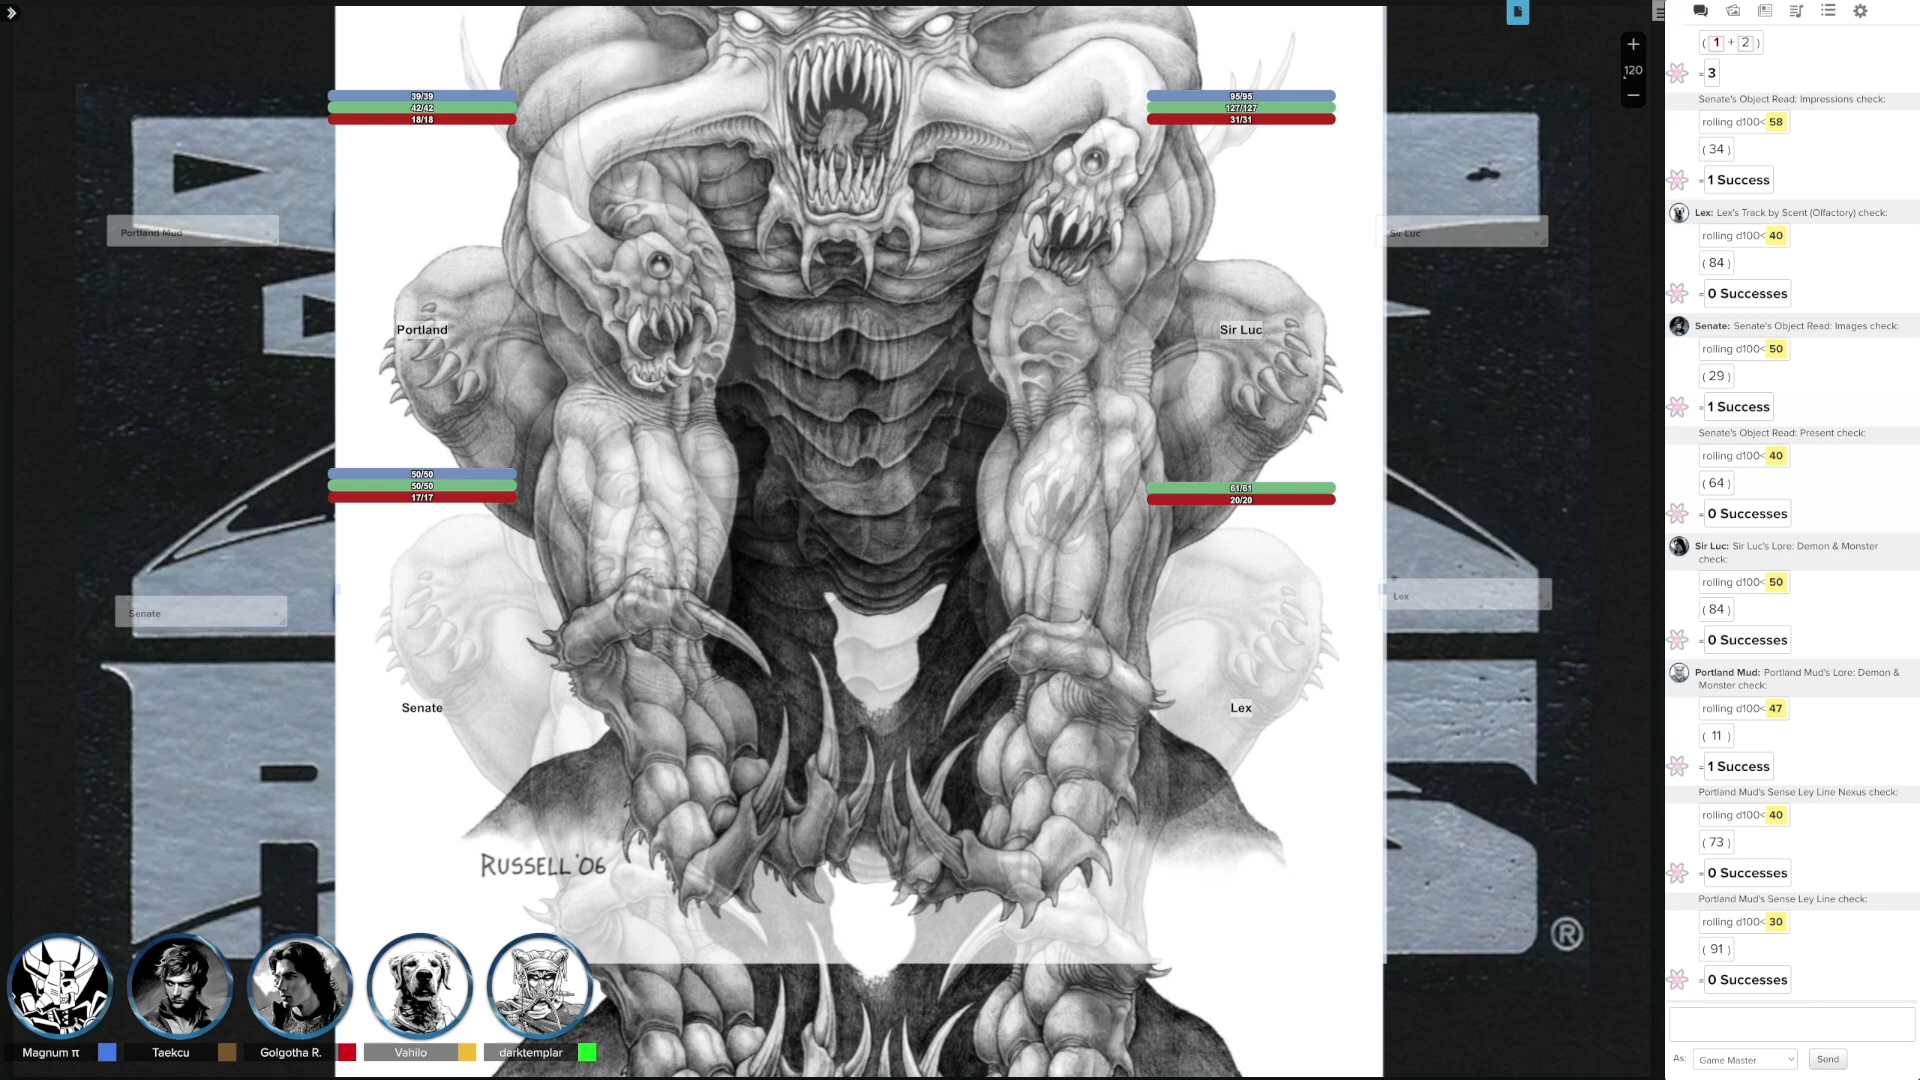 39/39
42/42
18/18
95/95
127/127
31/31
Portland Mud
Sir Luc
Portland
Sir Luc
50/50
50/50
17/17
61/61
20/20
Senate
Lex
Senate
Lex
RUSSELL '06
®
Magnum π
Taekcu
Golgotha R.
Vahilo
darktemplar
120
( 1 + 2 )
= 3
Senate's Object Read: Impressions check:
rolling d100< 58
( 34 )
= 1 Success
Lex: Lex's Track by Scent (Olfactory) check:
rolling d100< 40
( 84 )
= 0 Successes
Senate: Senate's Object Read: Images check:
rolling d100< 50
( 29 )
= 1 Success
Senate's Object Read: Present check:
rolling d100< 40
( 64 )
= 0 Successes
Sir Luc: Sir Luc's Lore: Demon & Monster
check:
rolling d100< 50
( 84 )
= 0 Successes
Portland Mud: Portland Mud's Lore: Demon &
Monster check:
rolling d100< 47
( 11 )
= 1 Success
Portland Mud's Sense Ley Line Nexus check:
rolling d100< 40
( 73 )
= 0 Successes
Portland Mud's Sense Ley Line check:
rolling d100< 30
( 91 )
= 0 Successes
As:
Game Master
Send